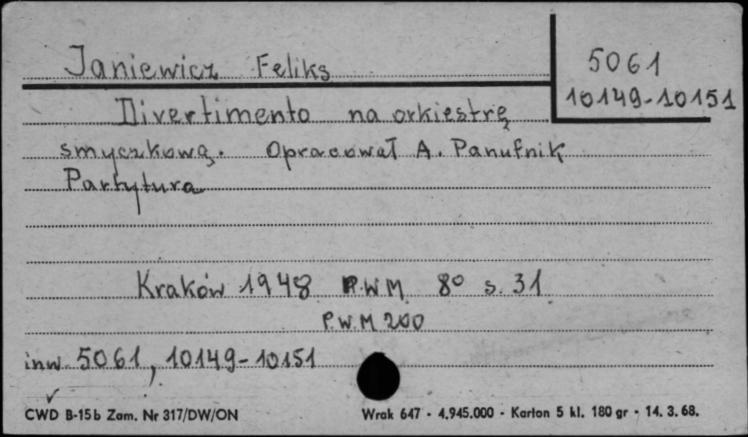 Janiewicz Feliks
5061
10149-10151
Divertimento na orkiestrę
smyczkową. Opracował A. Panufnik
Partytura
Kraków 1948 P.W.M. 8° s. 31
P.W.M 200
inw. 5061, 10149-10151
CWD B-15b Zam. Nr 317/DW/ON
Wrak 647 - 4.945.000 - Karton 5 kl. 180 gr - 14. 3. 68.